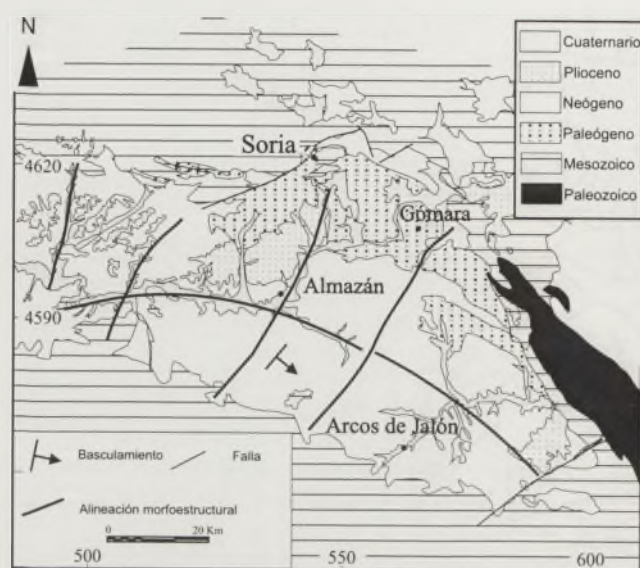 N
Cuaternario
Plioceno
Neógeno
Paleógeno
Mesozoico
Paleozoico
Soria
4620
Gómara
Almazán
4590
Arcos de Jalón
Basculamiento
Falla
Alineación morfoestructural
0 20 Km
500 550 600